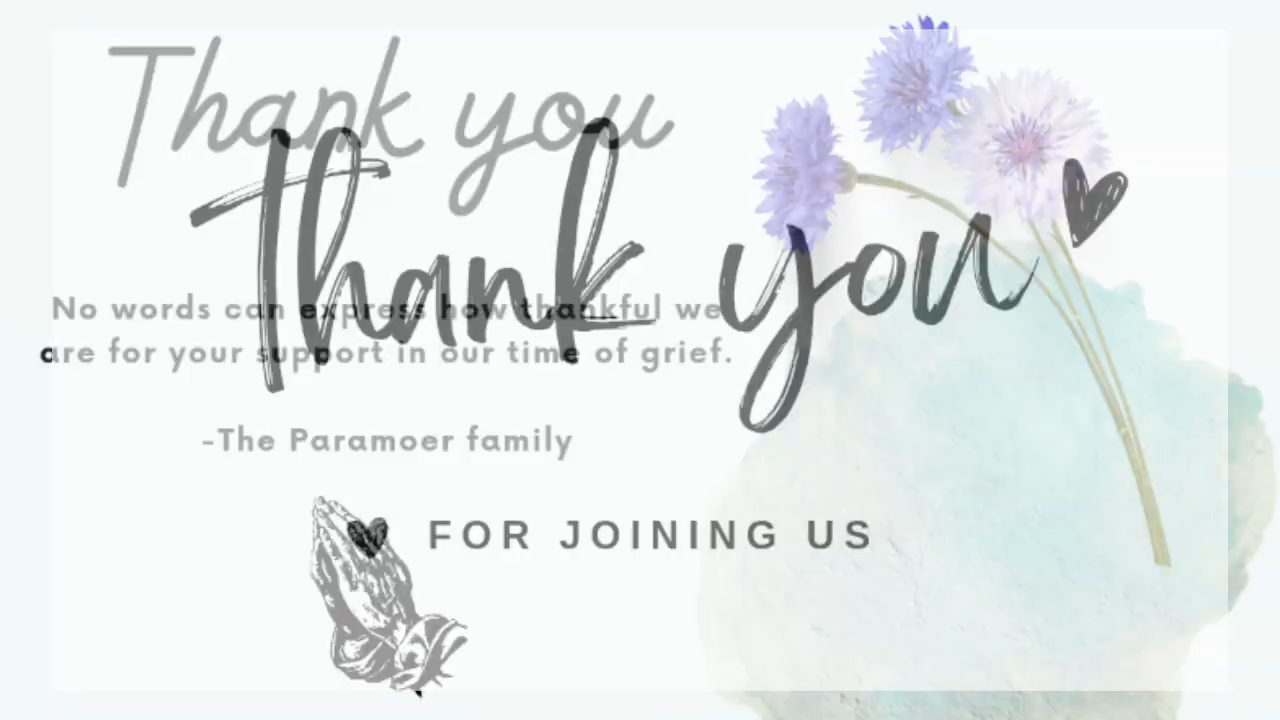 Thank you
Thank you
No words can express how thankful we
are for your support in our time of grief.
-The Paramoer family
FOR JOINING US